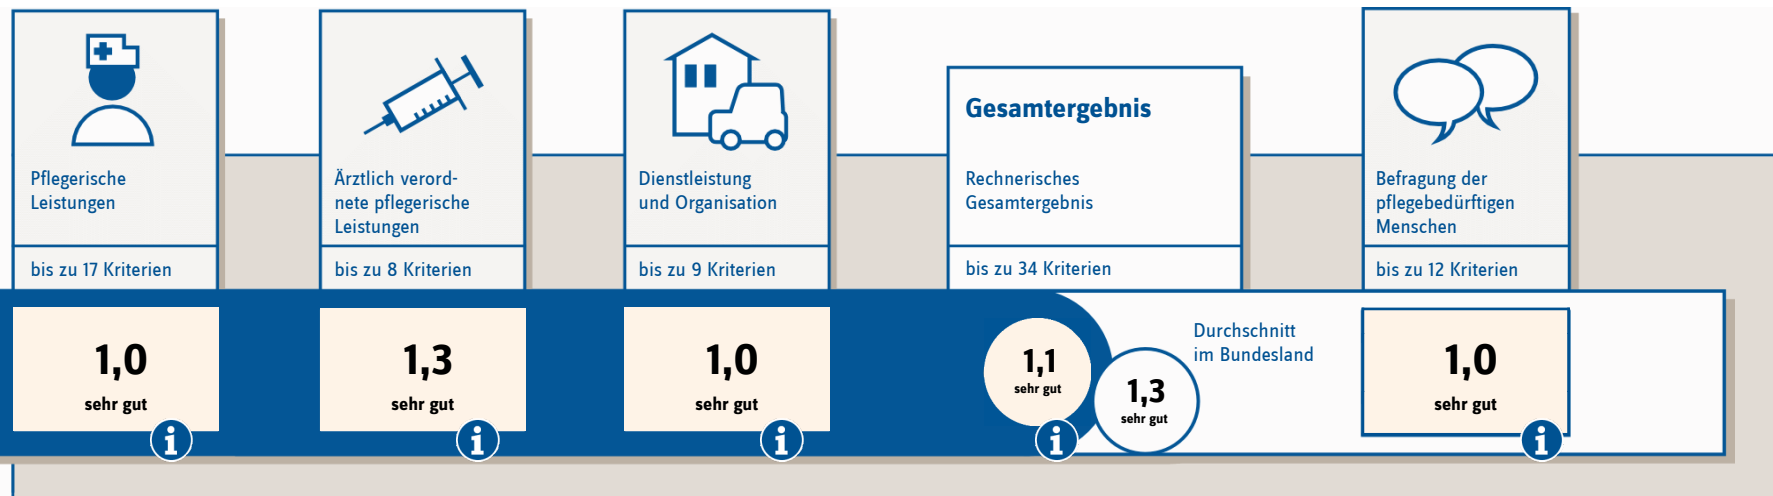 Pflegerische
Leistungen
bis zu 17 Kriterien
1,0
sehr gut
i
Ärztlich verord-
nete pflegerische
Leistungen
bis zu 8 Kriterien
1,3
sehr gut
i
Dienstleistung
und Organisation
bis zu 9 Kriterien
1,0
sehr gut
i
Gesamtergebnis
Rechnerisches
Gesamtergebnis
bis zu 34 Kriterien
1,1
sehr gut
i
Durchschnitt
im Bundesland
1,3
sehr gut
Befragung der
pflegebedürftigen
Menschen
bis zu 12 Kriterien
1,0
sehr gut
i